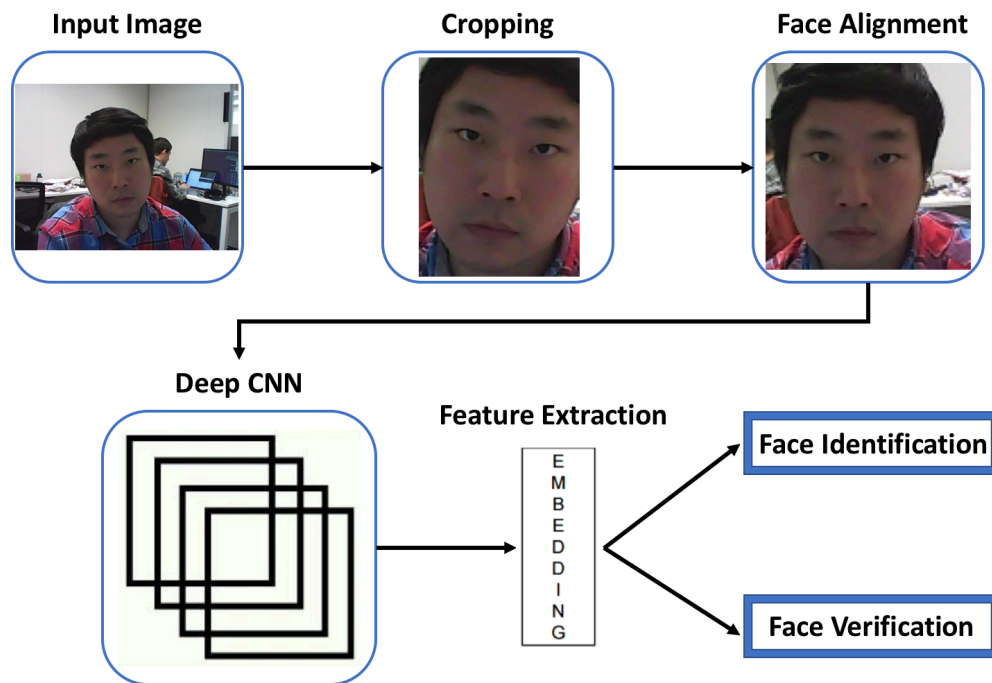 Input Image
Cropping
Face Alignment
Deep CNN
Feature Extraction
E
M
B
E
D
D
I
N
G
Face Identification
Face Verification